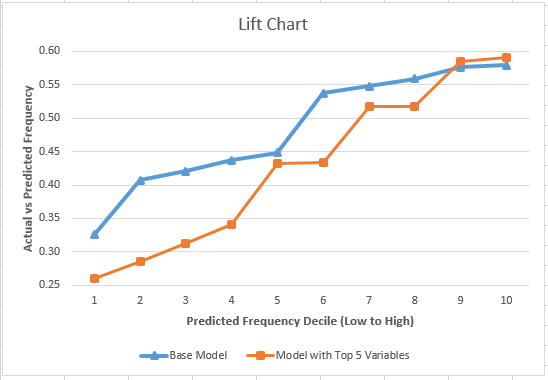 Lift Chart
0.60
0.55
0.50
0.45
0.40
0.35
0.30
0.25
Actual vs Predicted Frequency
1 2 3 4 5 6 7 8 9 10
Predicted Frequency Decile (Low to High)
Base Model Model with Top 5 Variables